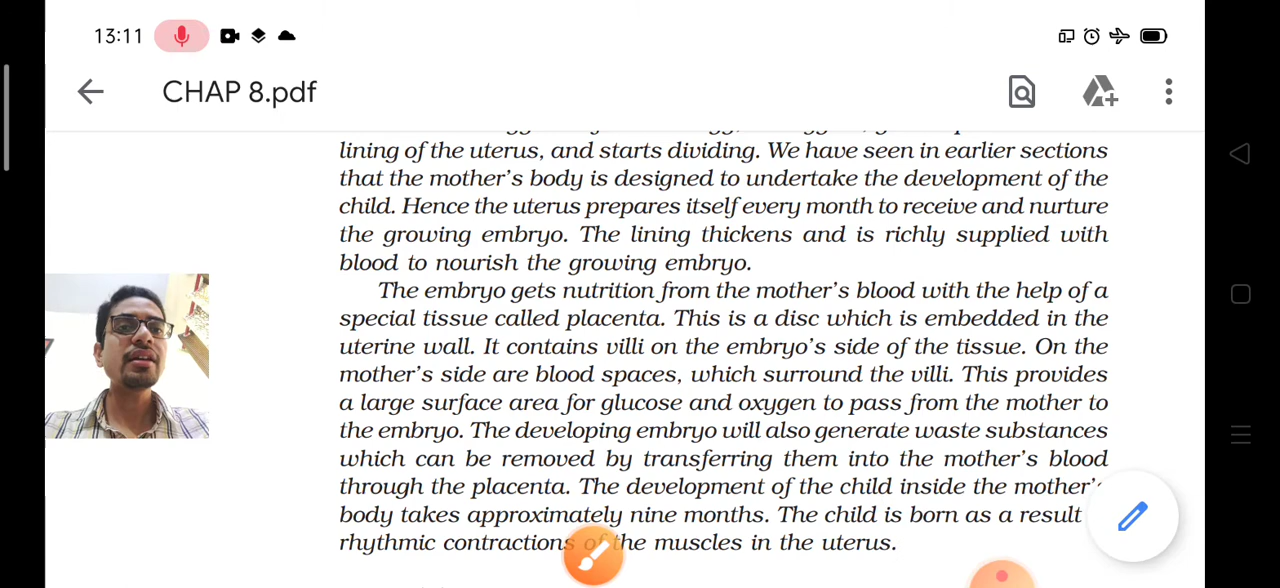 13:11
CHAP 8.pdf
lining of the uterus, and starts dividing. We have seen in earlier sections
that the mother's body is designed to undertake the development of the
child. Hence the uterus prepares itself every month to receive and nurture
the growing embryo. The lining thickens and is richly supplied with
blood to nourish the growing embryo.
The embryo gets nutrition from the mother's blood with the help of a
special tissue called placenta. This is a disc which is embedded in the
uterine wall. It contains villi on the embryo's side of the tissue. On the
mother's side are blood spaces, which surround the villi. This provides
a large surface area for glucose and oxygen to pass from the mother to
the embryo. The developing embryo will also generate waste substances
which can be removed by transferring them into the mother's blood
through the placenta. The development of the child inside the mother's
body takes approximately nine months. The child is born as a result
rhythmic contractions of the muscles in the uterus.